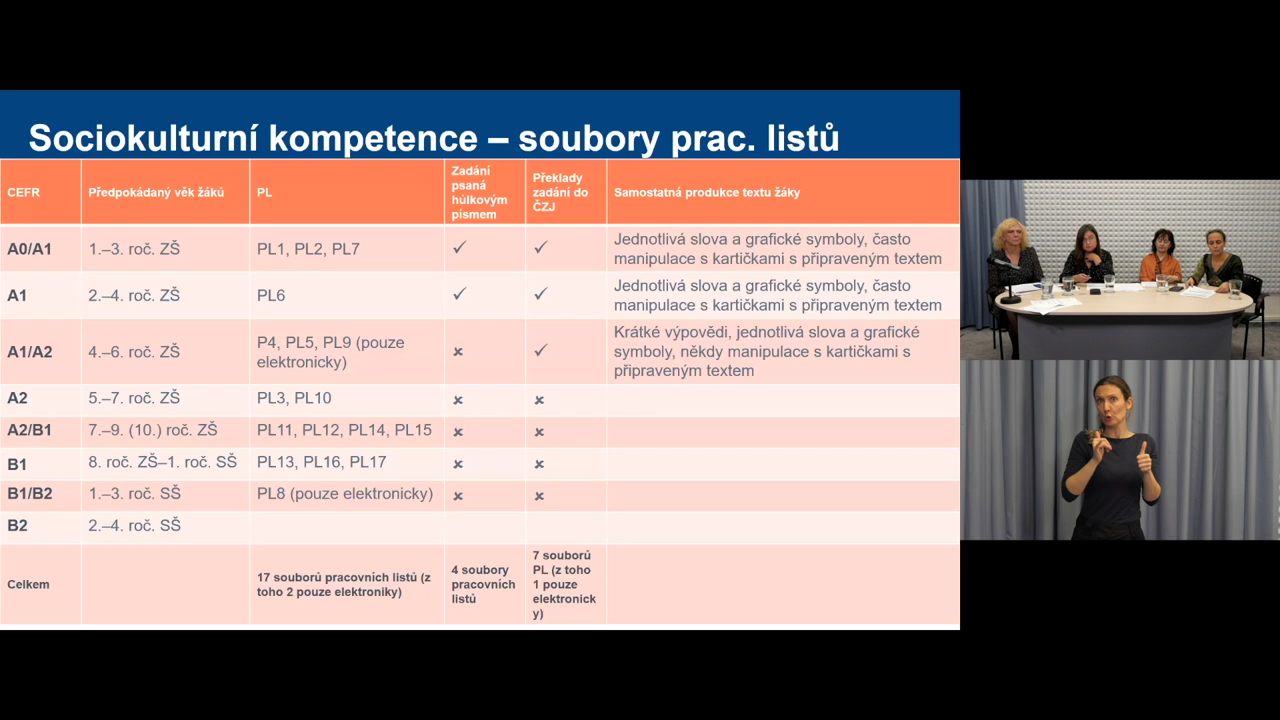 Sociokulturní kompetence – soubory prac. listů
CEFR
Předpokádaný věk žáků
PL
Zadání
psaná
hůlkovým
písmem
Překlady
zadání do
ČZJ
Samostatná produkce textu žáky
A0/A1
1.–3. roč. ZŠ
PL1, PL2, PL7
✓
✓
Jednotlivá slova a grafické symboly, často
manipulace s kartičkami s připraveným textem
A1
2.–4. roč. ZŠ
PL6
✓
✓
Jednotlivá slova a grafické symboly, často
manipulace s kartičkami s připraveným textem
A1/A2
4.–6. roč. ZŠ
P4, PL5, PL9 (pouze
elektronicky)
×
✓
Krátké výpovědi, jednotlivá slova a grafické
symboly, někdy manipulace s kartičkami s
připraveným textem
A2
5.–7. roč. ZŠ
PL3, PL10
×
×
A2/B1
7.–9. (10.) roč. ZŠ
PL11, PL12, PL14, PL15
×
×
B1
8. roč. ZŠ–1. roč. SŠ
PL13, PL16, PL17
×
×
B1/B2
1.–3. roč. SŠ
PL8 (pouze elektronicky)
×
×
B2
2.–4. roč. SŠ
Celkem
17 souborů pracovních listů (z
toho 2 pouze elektroniky)
4 soubory
pracovních
listů
7 souborů
PL (z toho
1 pouze
elektronick
y)